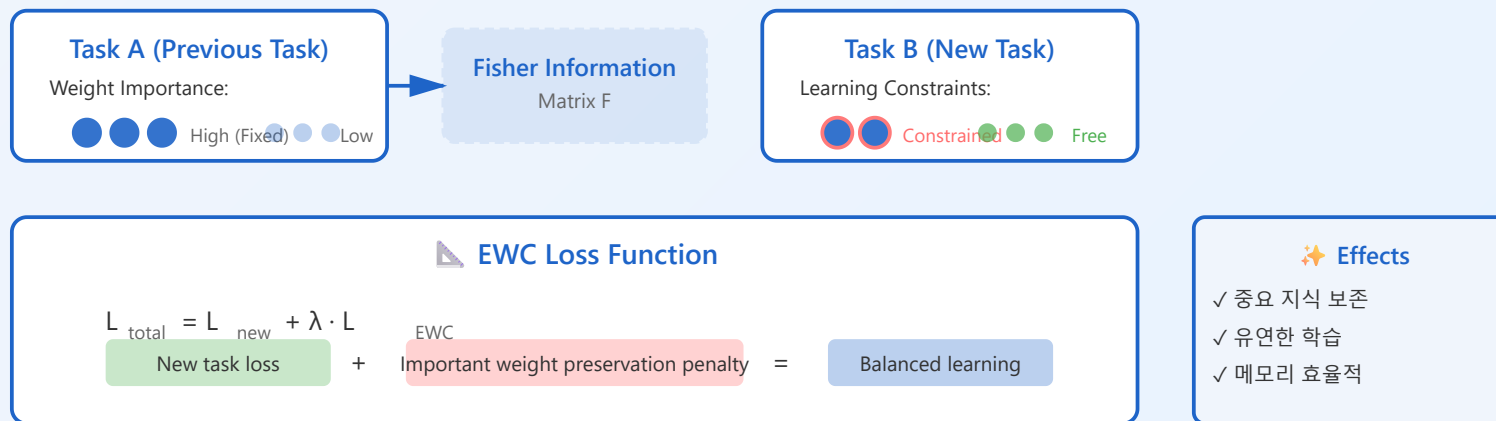 Task A (Previous Task)
Weight Importance:
High (Fixed) Low
Fisher Information
Matrix F
Task B (New Task)
Learning Constraints:
Constrained Free
📐 EWC Loss Function
L total = L new + λ · L EWC
New task loss + Important weight preservation penalty = Balanced learning
✨ Effects
✓ 중요 지식 보존
✓ 유연한 학습
✓ 메모리 효율적